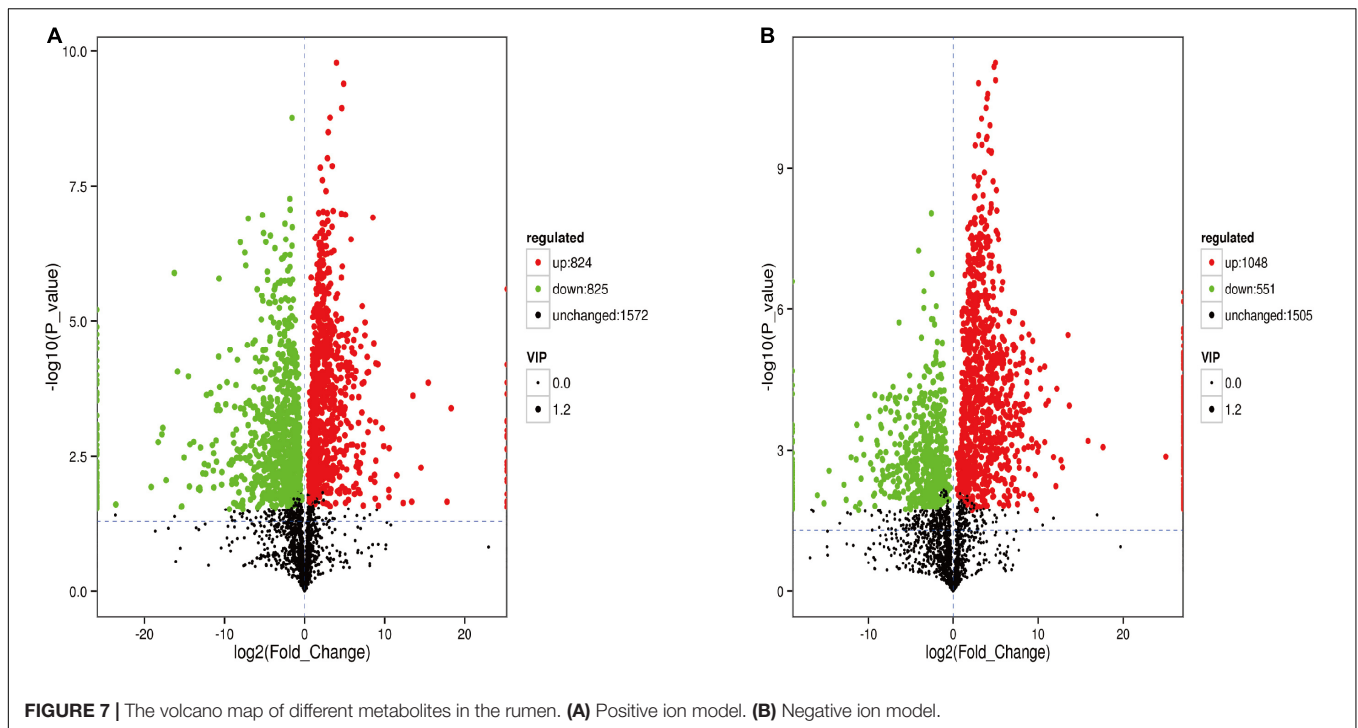 A
10.0
7.5
5.0
2.5
0.0
-log10(P_value)
-20 -10 0 10 20
log2(Fold_Change)
regulated
up:824
down:825
unchanged:1572
VIP
0.0
1.2
B
9
6
3
0
-log10(P_value)
-10 0 10 20
log2(Fold_Change)
regulated
up:1048
down:551
unchanged:1505
VIP
0.0
1.2
FIGURE 7 | The volcano map of different metabolites in the rumen. (A) Positive ion model. (B) Negative ion model.